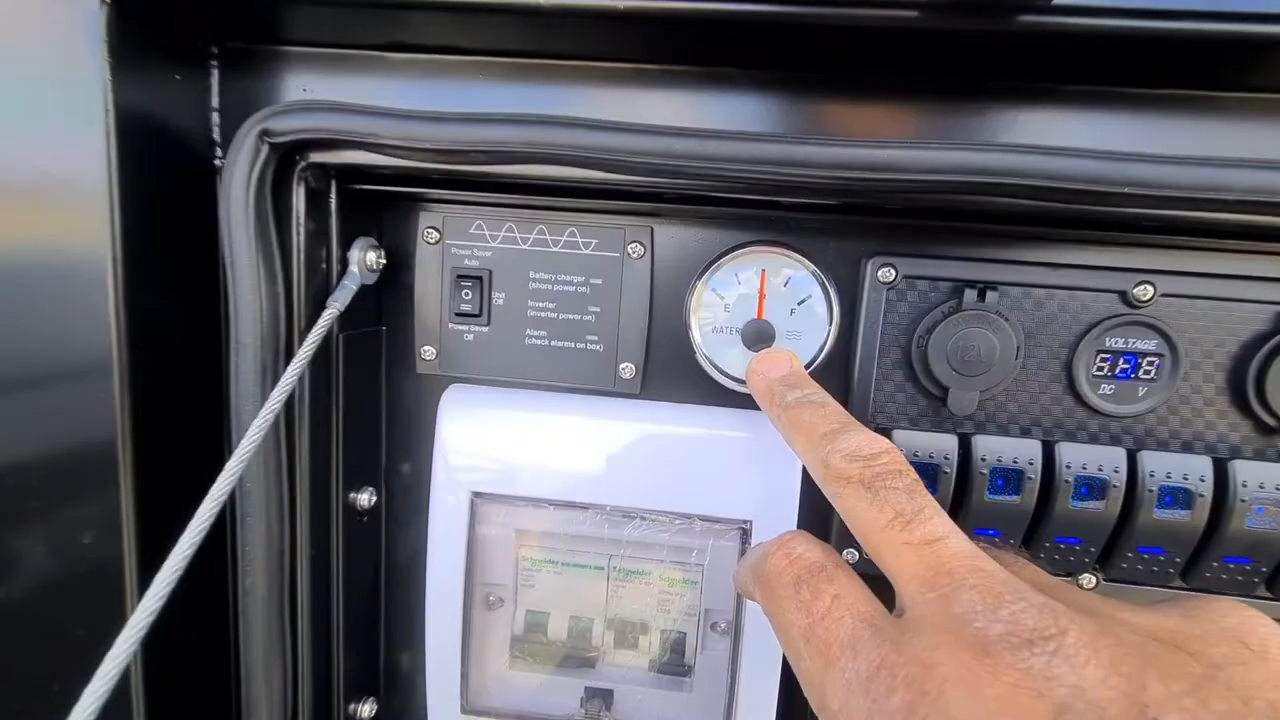 Power Saver
Auto
Unit
Off
Power Saver
Off
Battery charger
(shore power on)
Inverter
(inverter power on)
Alarm
(check alarms on box)
E
F
WATER
12V
VOLTAGE
DC V
Schneider
Schneider
Schneider